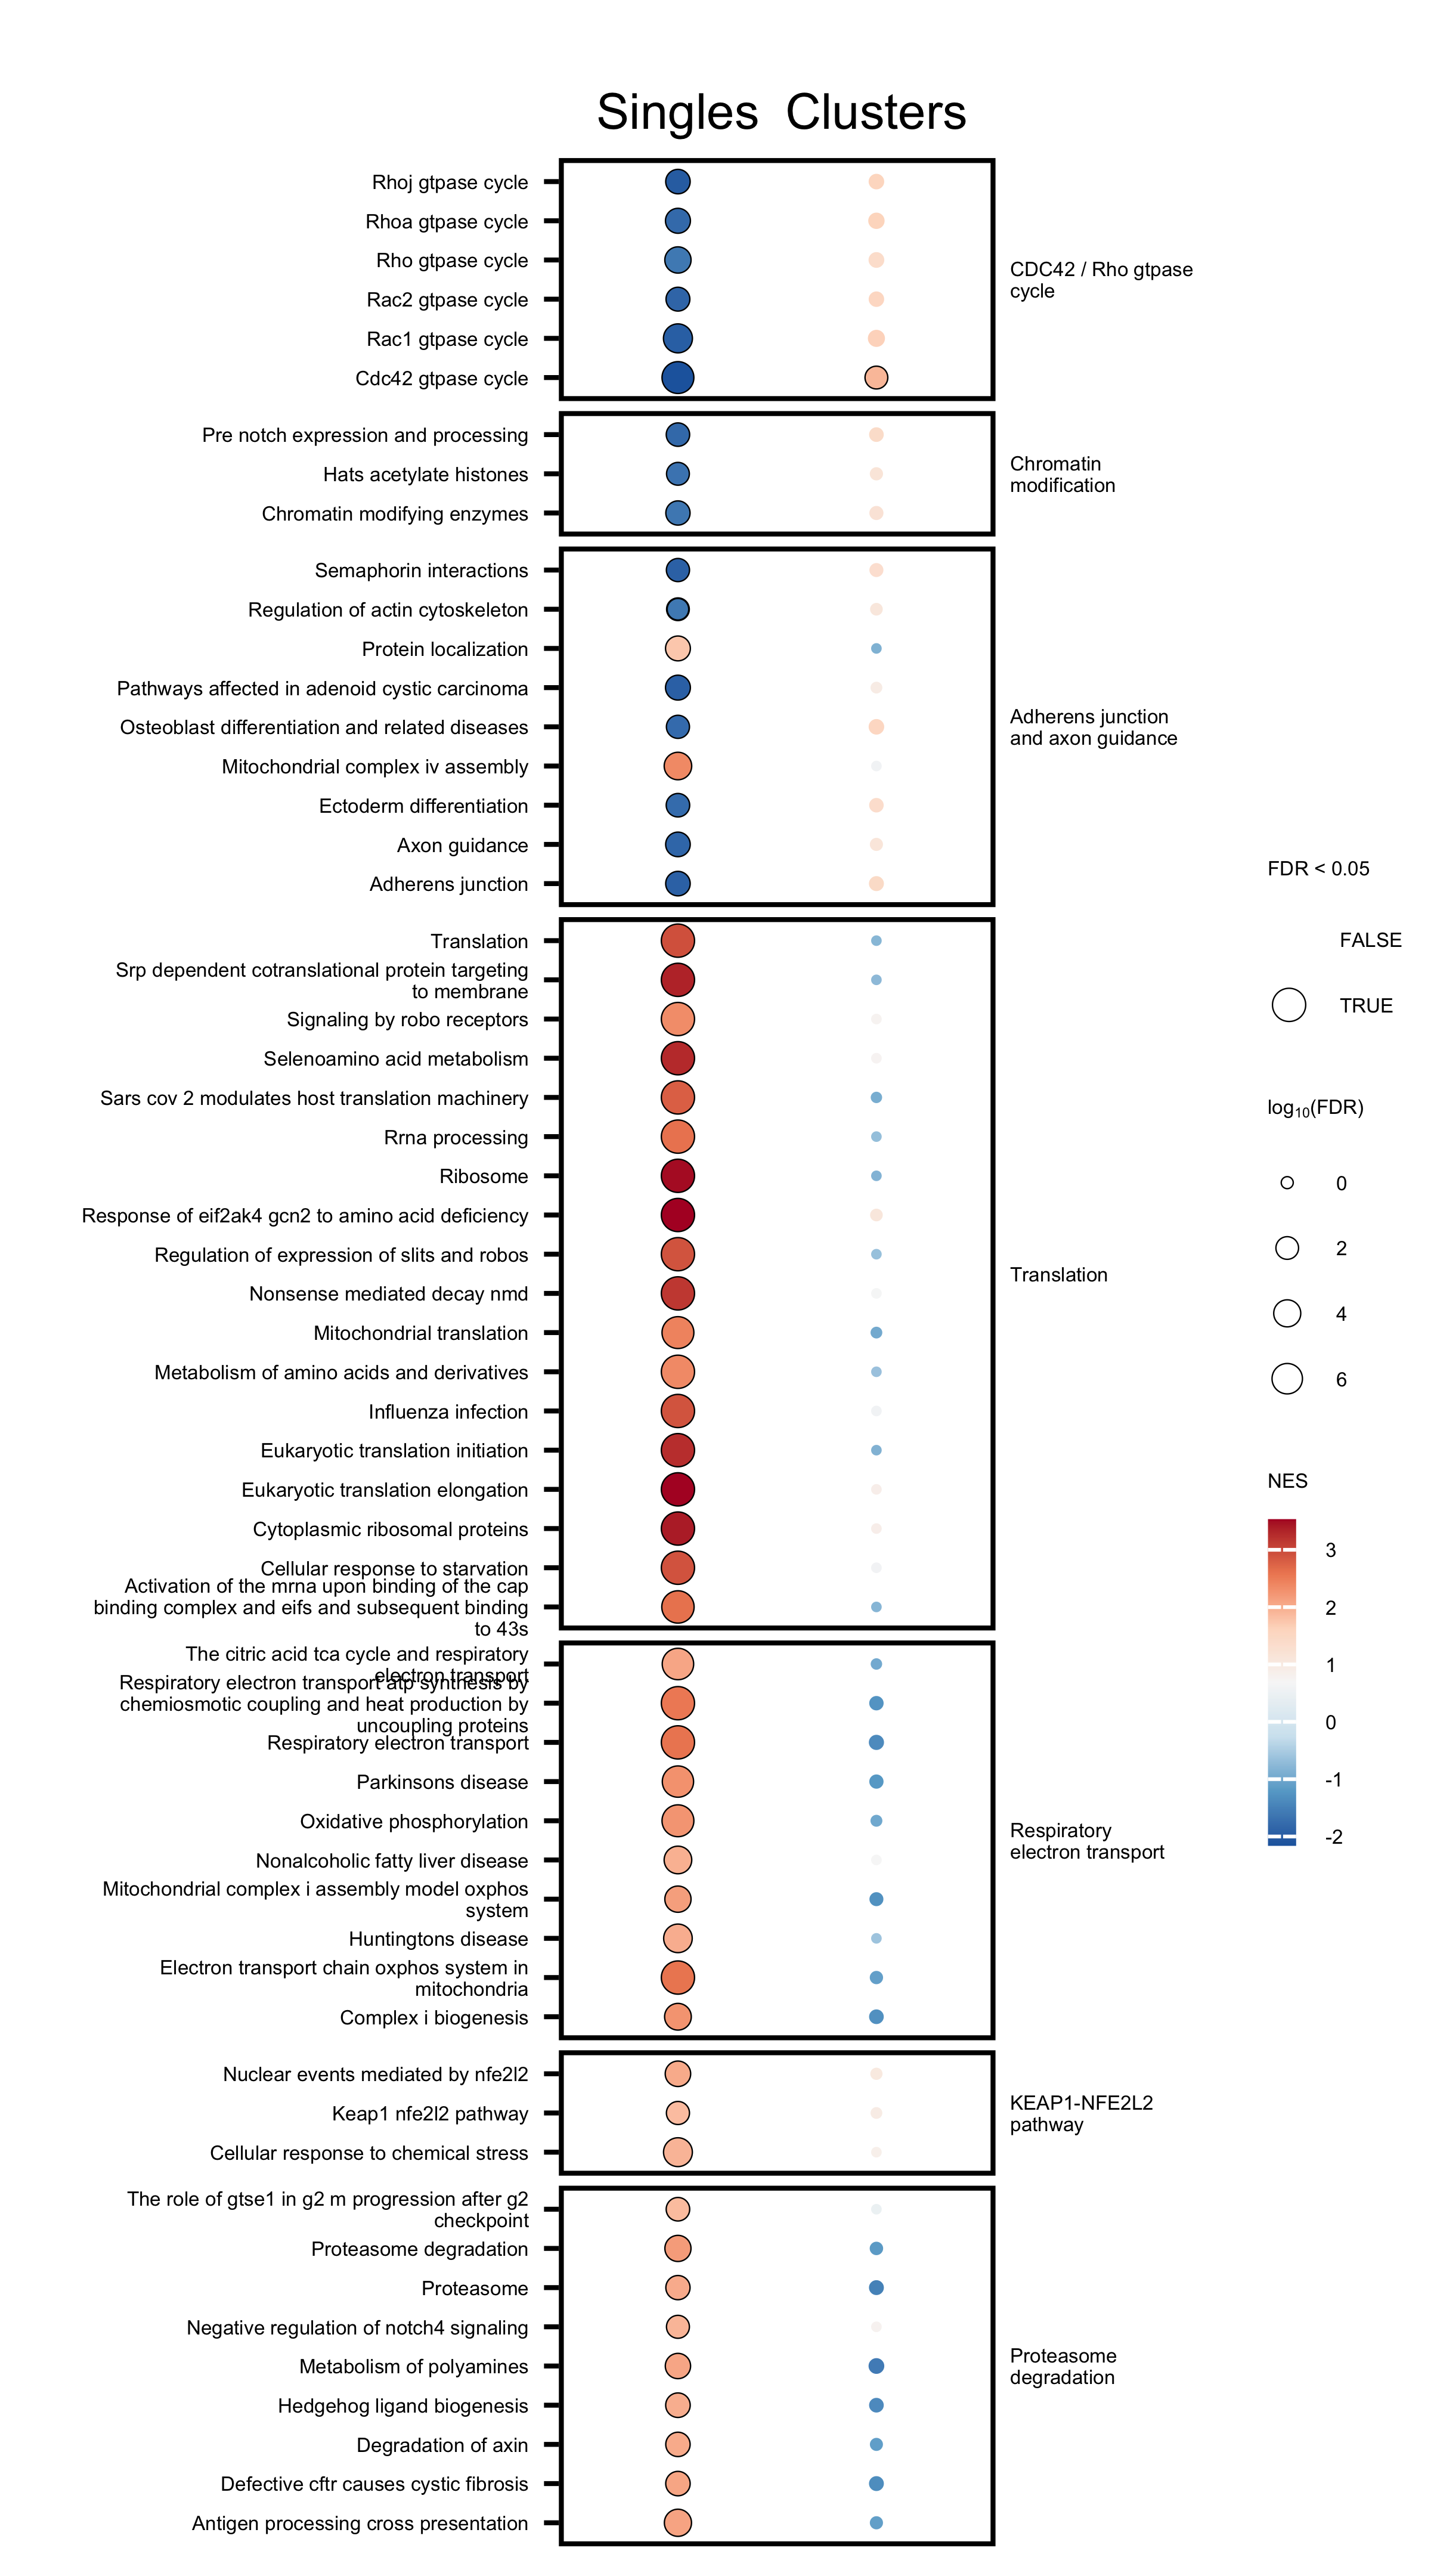 Singles Clusters
Rhoj gtpase cycle
Rhoa gtpase cycle
Rho gtpase cycle
Rac2 gtpase cycle
Rac1 gtpase cycle
Cdc42 gtpase cycle
CDC42 / Rho gtpase
cycle
Pre notch expression and processing
Hats acetylate histones
Chromatin modifying enzymes
Chromatin
modification
Semaphorin interactions
Regulation of actin cytoskeleton
Protein localization
Pathways affected in adenoid cystic carcinoma
Osteoblast differentiation and related diseases
Mitochondrial complex iv assembly
Ectoderm differentiation
Axon guidance
Adherens junction
Adherens junction
and axon guidance
Translation
Srp dependent cotranslational protein targeting
to membrane
Signaling by robo receptors
Selenoamino acid metabolism
Sars cov 2 modulates host translation machinery
Rrna processing
Ribosome
Response of eif2ak4 gcn2 to amino acid deficiency
Regulation of expression of slits and robos
Nonsense mediated decay nmd
Mitochondrial translation
Metabolism of amino acids and derivatives
Influenza infection
Eukaryotic translation initiation
Eukaryotic translation elongation
Cytoplasmic ribosomal proteins
Cellular response to starvation
Activation of the mrna upon binding of the cap
binding complex and eifs and subsequent binding
to 43s
Translation
The citric acid tca cycle and respiratory
electron transport
Respiratory electron transport atp synthesis by
chemiosmotic coupling and heat production by
uncoupling proteins
Respiratory electron transport
Parkinsons disease
Oxidative phosphorylation
Nonalcoholic fatty liver disease
Mitochondrial complex i assembly model oxphos
system
Huntingtons disease
Electron transport chain oxphos system in
mitochondria
Complex i biogenesis
Respiratory
electron transport
Nuclear events mediated by nfe2l2
Keap1 nfe2l2 pathway
Cellular response to chemical stress
KEAP1-NFE2L2
pathway
The role of gtse1 in g2 m progression after g2
checkpoint
Proteasome degradation
Proteasome
Negative regulation of notch4 signaling
Metabolism of polyamines
Hedgehog ligand biogenesis
Degradation of axin
Defective cftr causes cystic fibrosis
Antigen processing cross presentation
Proteasome
degradation
FDR < 0.05
FALSE
TRUE
log₁₀(FDR)
0
2
4
6
NES
3
2
1
0
-1
-2